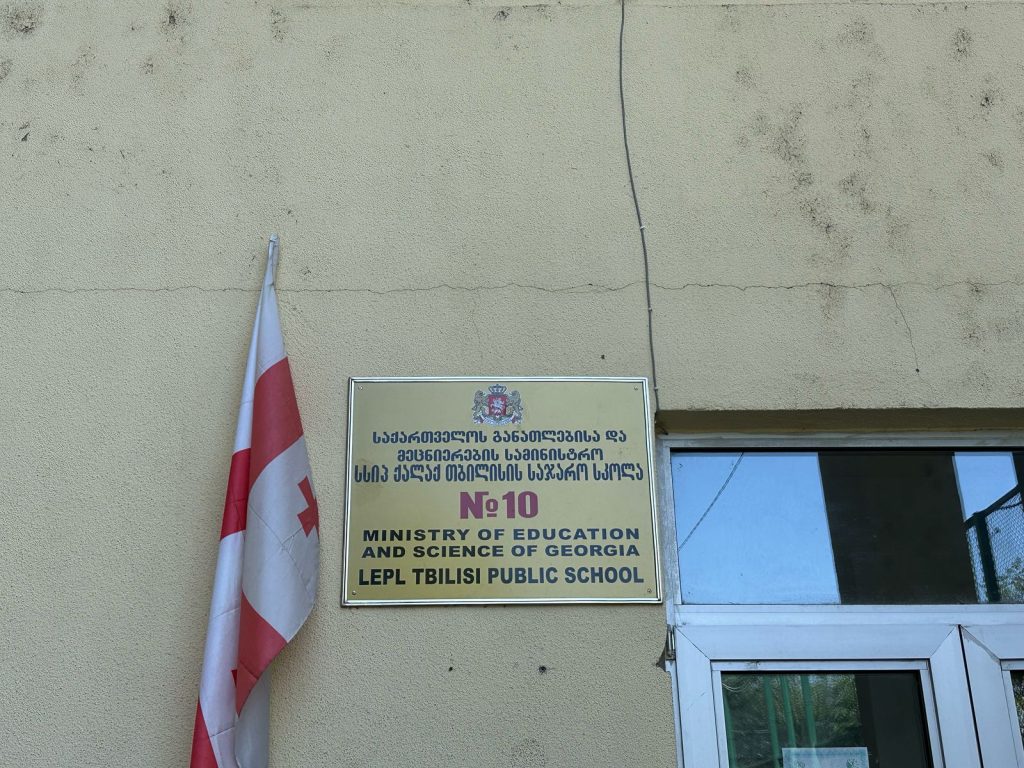 საქართველოს განათლებისა და
მეცნიერების სამინისტრო
სსიპ ქალაქ თბილისის საჯარო სკოლა
№10
MINISTRY OF EDUCATION
AND SCIENCE OF GEORGIA
LEPL TBILISI PUBLIC SCHOOL